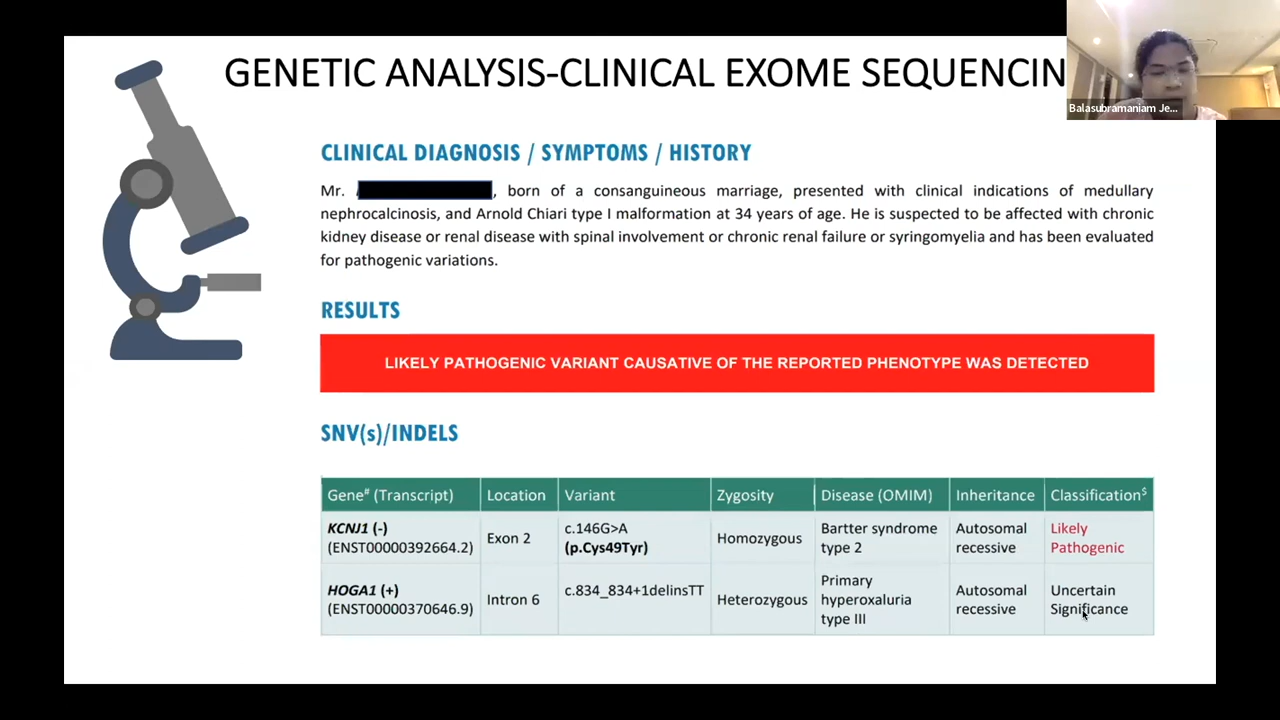 GENETIC ANALYSIS-CLINICAL EXOME SEQUENCIN
Balasubramaniam Je...
CLINICAL DIAGNOSIS / SYMPTOMS / HISTORY
Mr. , born of a consanguineous marriage, presented with clinical indications of medullary
nephrocalcinosis, and Arnold Chiari type I malformation at 34 years of age. He is suspected to be affected with chronic
kidney disease or renal disease with spinal involvement or chronic renal failure or syringomyelia and has been evaluated
for pathogenic variations.
RESULTS
LIKELY PATHOGENIC VARIANT CAUSATIVE OF THE REPORTED PHENOTYPE WAS DETECTED
SNV(s)/INDELS
Gene# (Transcript) Location Variant Zygosity Disease (OMIM) Inheritance Classification$
KCNJ1 (-)
(ENST00000392664.2)
Exon 2
c.146G>A
(p.Cys49Tyr)
Homozygous
Bartter syndrome
type 2
Autosomal
recessive
Likely
Pathogenic
HOGA1 (+)
(ENST00000370646.9)
Intron 6
c.834_834+1delinsTT
Heterozygous
Primary
hyperoxaluria
type III
Autosomal
recessive
Uncertain
Significance